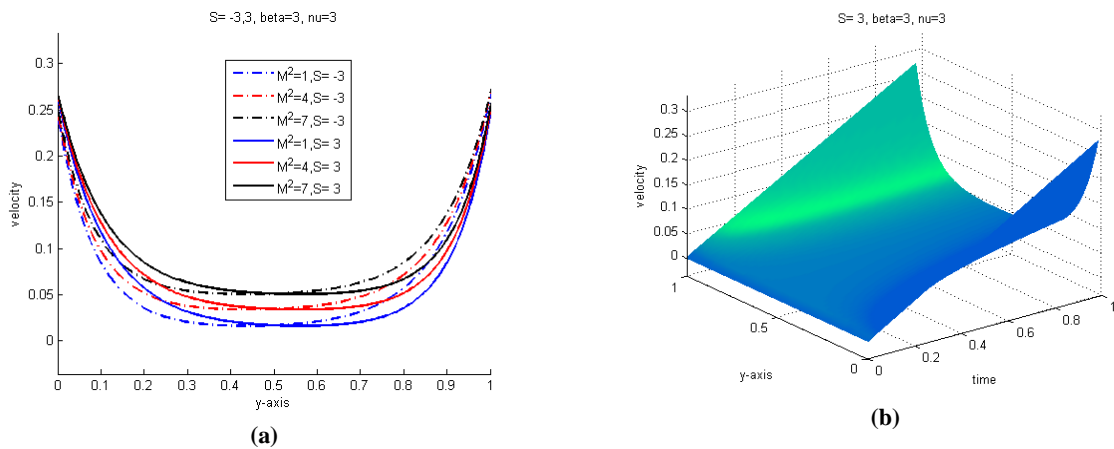 S= -3,3, beta=3, nu=3
0.3
0.25
0.2
0.15
0.1
0.05
0
velocity
M²=1,S= -3
M²=4,S= -3
M²=7,S= -3
M²=1,S= 3
M²=4,S= 3
M²=7,S= 3
0 0.1 0.2 0.3 0.4 0.5 0.6 0.7 0.8 0.9 1
y-axis
(a)
S= 3, beta=3, nu=3
0.3
0.25
0.2
0.15
0.1
0.05
0
velocity
1
0.5
0
y-axis
0
0.2
0.4
0.6
0.8
1
time
(b)